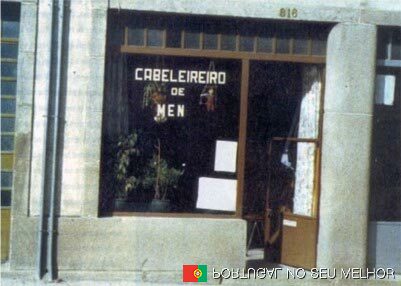 816
CABELEIREIRO
DE
MEN
PORTUGAL NO SEU MELHOR